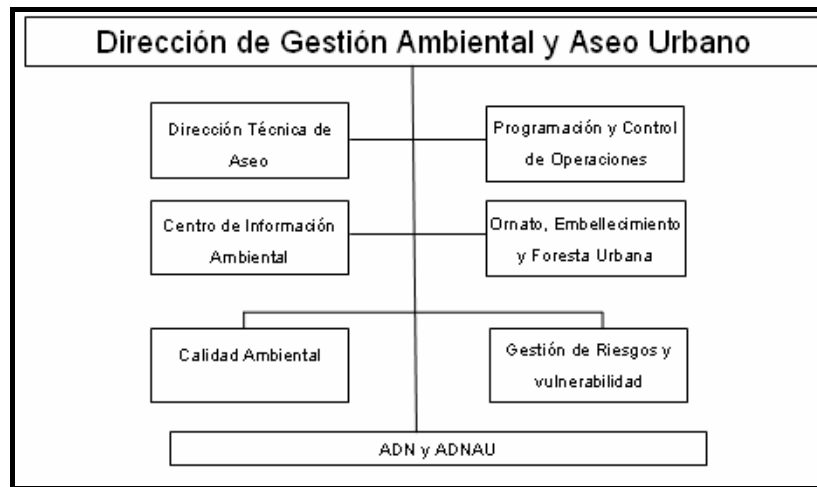 Dirección de Gestión Ambiental y Aseo Urbano
Dirección Técnica de
Aseo
Programación y Control
de Operaciones
Centro de Información
Ambiental
Ornato, Embellecimiento
y Foresta Urbana
Calidad Ambiental
Gestión de Riesgos y
vulnerabilidad
ADN y ADNAU